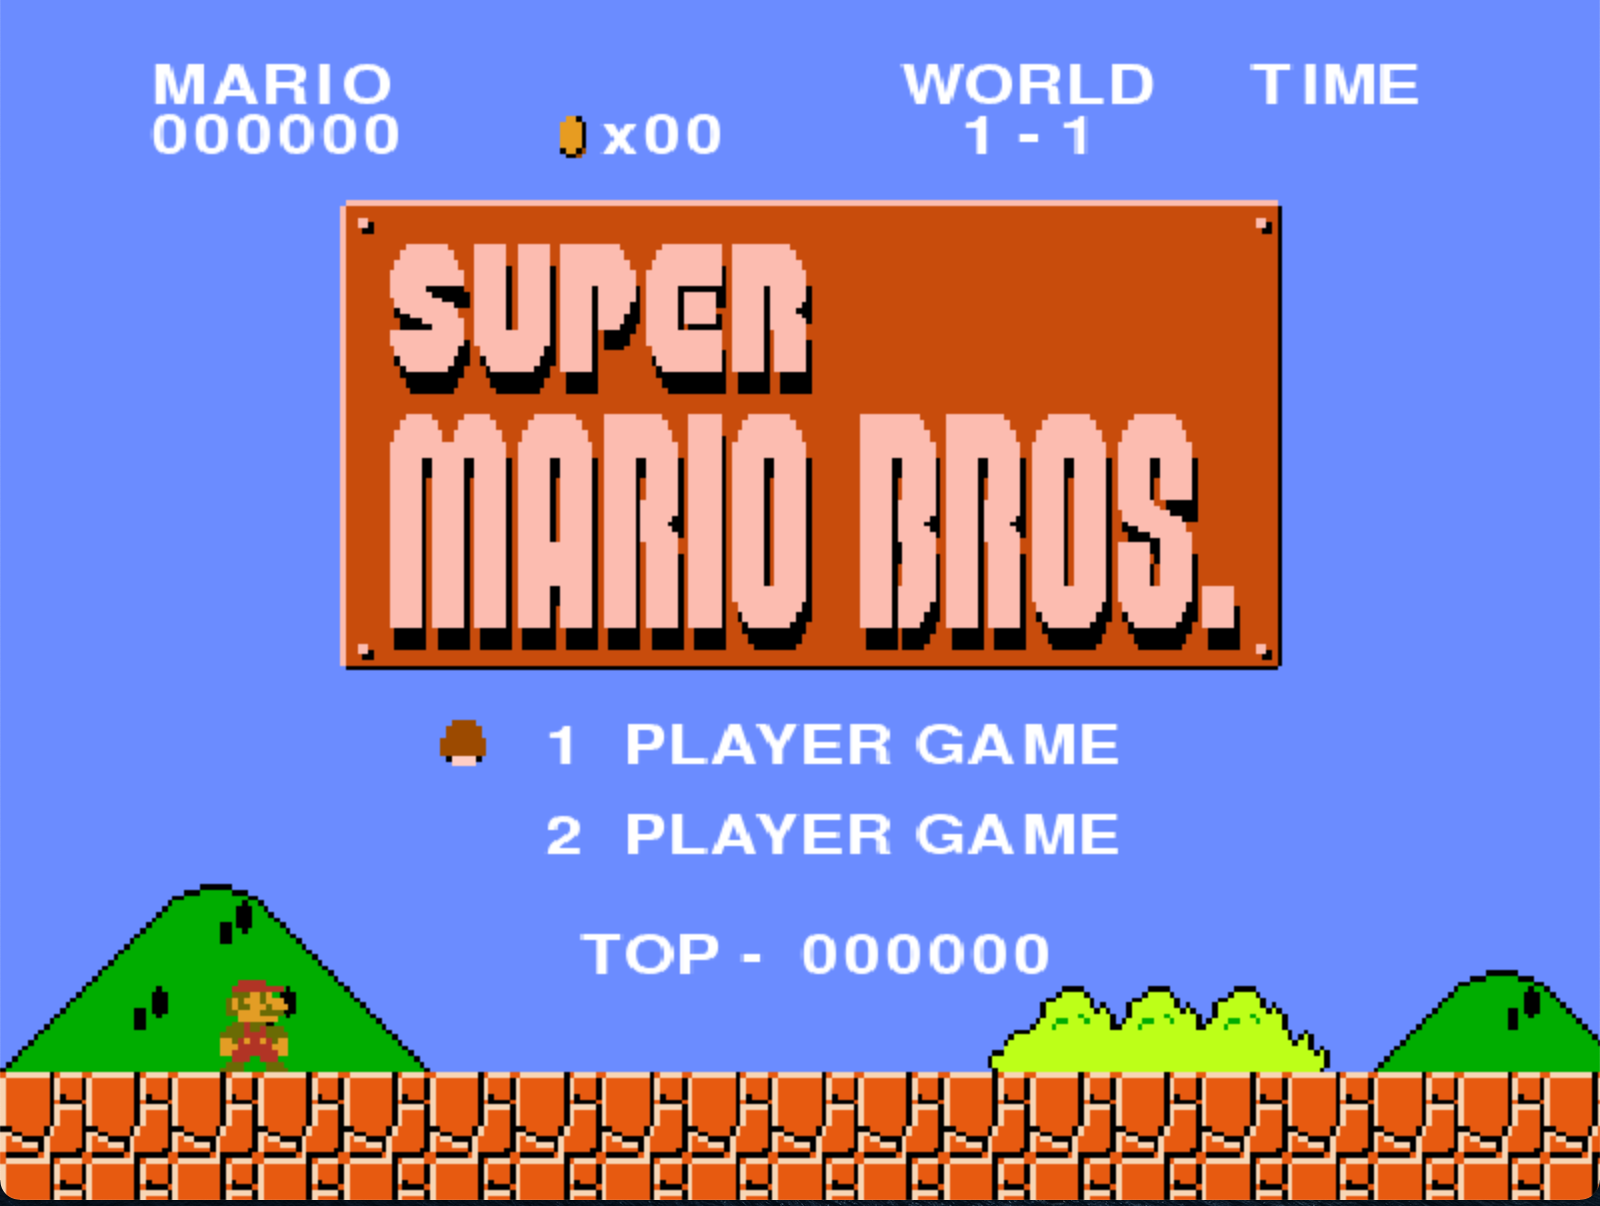 MARIO WORLD TIME
000000 x00 1-1
SUPER
MARIO BROS.
1 PLAYER GAME
2 PLAYER GAME
TOP- 000000